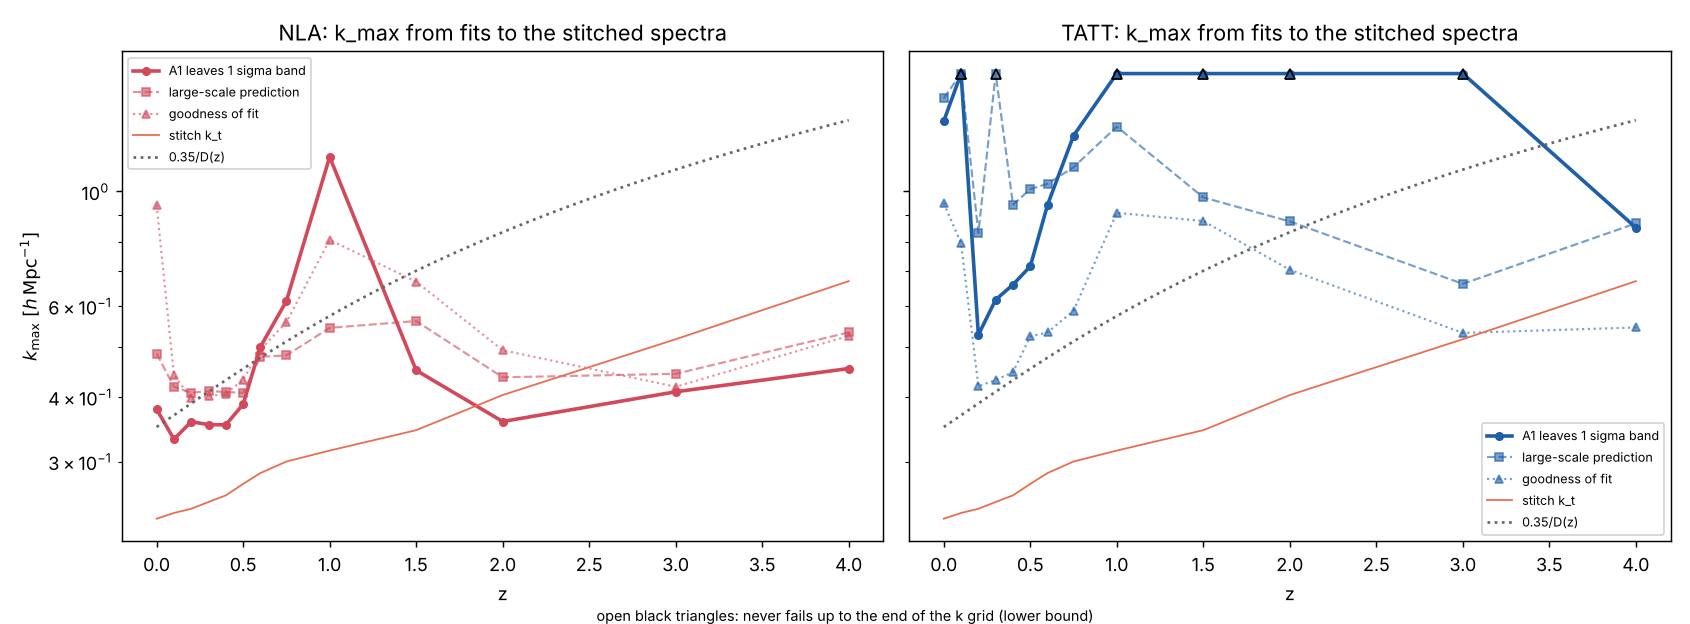 NLA: k_max from fits to the stitched spectra
A1 leaves 1 sigma band
large-scale prediction
goodness of fit
stitch k_t
0.35/D(z)
k_max [h Mpc⁻¹]
10⁰
6 × 10⁻¹
4 × 10⁻¹
3 × 10⁻¹
0.0 0.5 1.0 1.5 2.0 2.5 3.0 3.5 4.0
z
TATT: k_max from fits to the stitched spectra
A1 leaves 1 sigma band
large-scale prediction
goodness of fit
stitch k_t
0.35/D(z)
0.0 0.5 1.0 1.5 2.0 2.5 3.0 3.5 4.0
z
open black triangles: never fails up to the end of the k grid (lower bound)